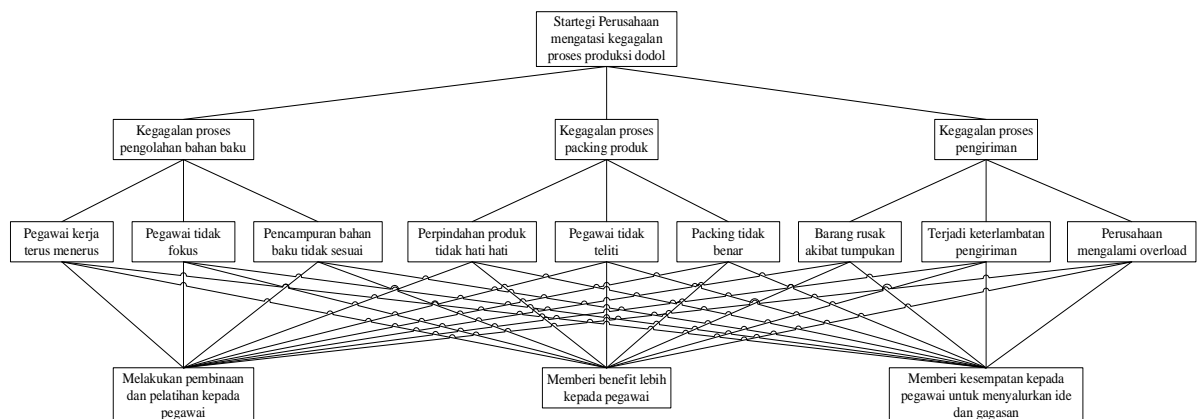 Startegi Perusahaan
mengatasi kegagalan
proses produksi dodol
Kegagalan proses
pengolahan bahan baku
Kegagalan proses
packing produk
Kegagalan proses
pengiriman
Pegawai kerja
terus menerus
Pegawai tidak
fokus
Pencampuran bahan
baku tidak sesuai
Perpindahan produk
tidak hati hati
Pegawai tidak
teliti
Packing tidak
benar
Barang rusak
akibat tumpukan
Terjadi keterlambatan
pengiriman
Perusahaan
mengalami overload
Melakukan pembinaan
dan pelatihan kepada
pegawai
Memberi benefit lebih
kepada pegawai
Memberi kesempatan kepada
pegawai untuk menyalurkan ide
dan gagasan